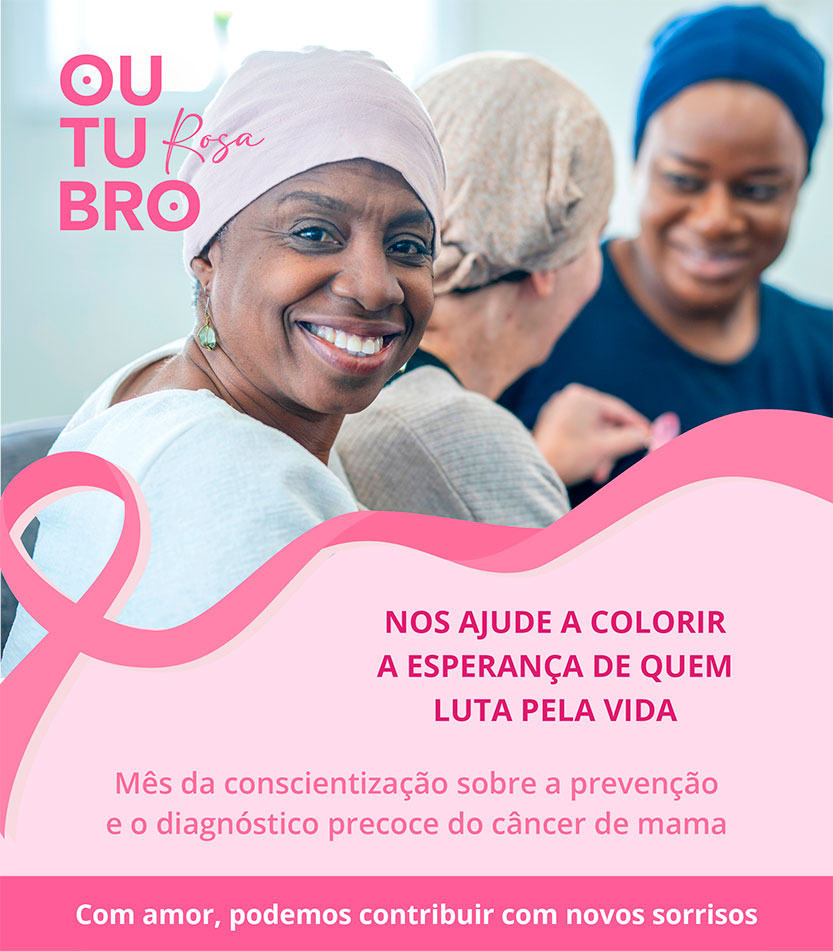 OU
TU
BRO
Rosa
NOS AJUDE A COLORIR
A ESPERANÇA DE QUEM
LUTA PELA VIDA
Mês da conscientização sobre a prevenção
e o diagnóstico precoce do câncer de mama
Com amor, podemos contribuir com novos sorrisos